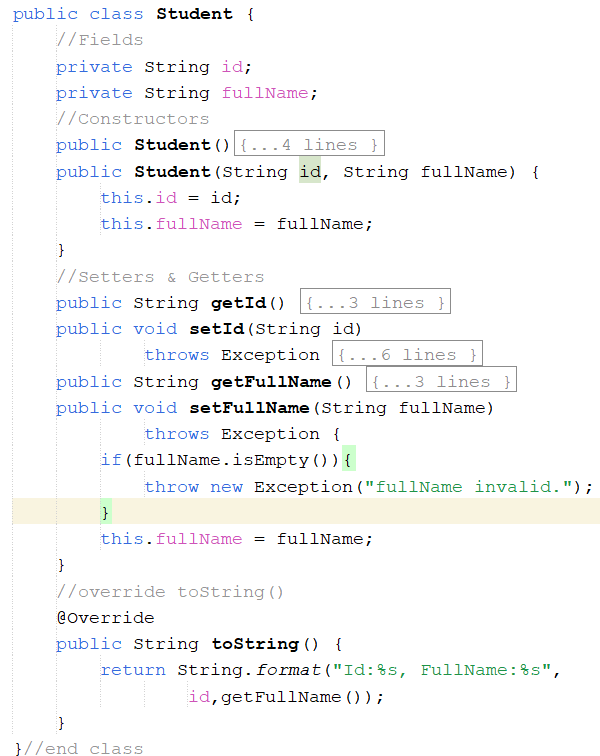 public class Student {
//Fields
private String id;
private String fullName;
//Constructors
public Student(){...4 lines }
public Student(String id, String fullName) {
this.id = id;
this.fullName = fullName;
}
//Setters & Getters
public String getId() {...3 lines }
public void setId(String id)
throws Exception {...6 lines }
public String getFullName() {...3 lines }
public void setFullName(String fullName)
throws Exception {
if(fullName.isEmpty()){
throw new Exception("fullName invalid.");
}
this.fullName = fullName;
}
//override toString()
@Override
public String toString() {
return String.format("Id:%s, FullName:%s",
id,getFullName());
}
}//end class